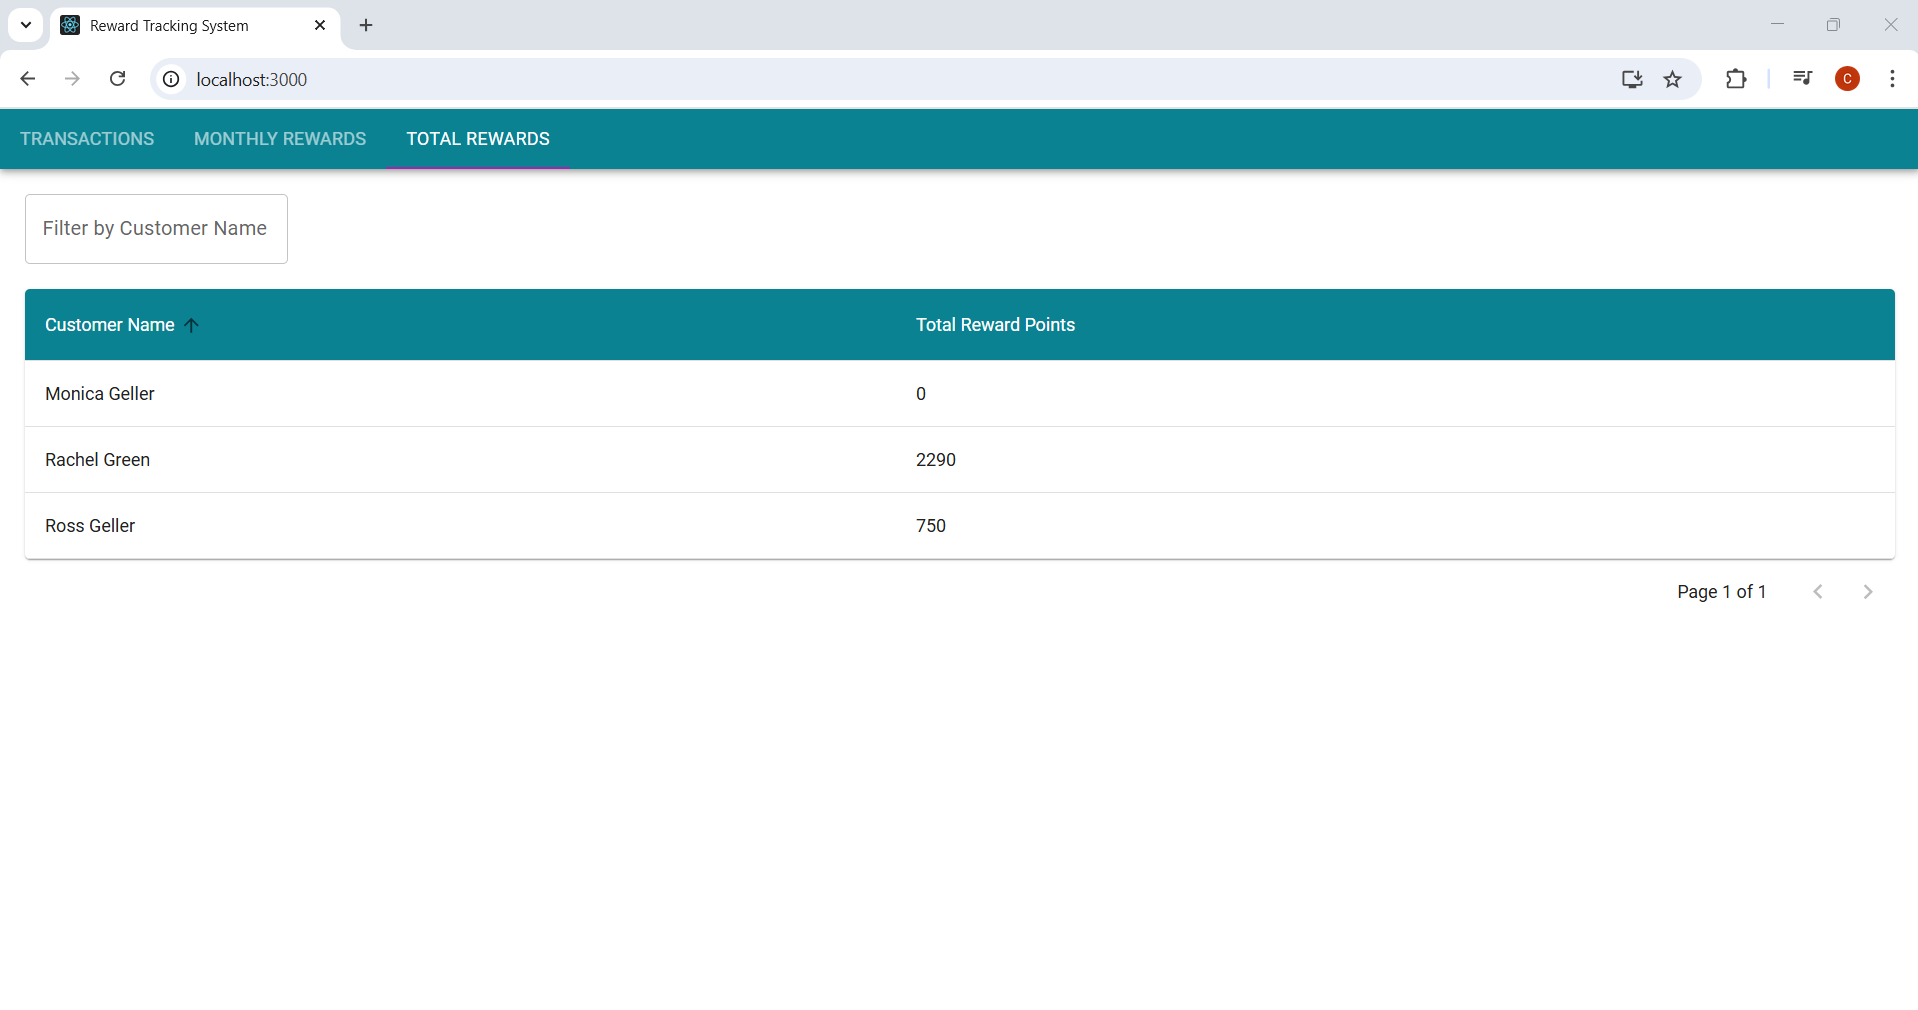 Reward Tracking System
localhost:3000
C
TRANSACTIONS MONTHLY REWARDS TOTAL REWARDS
Filter by Customer Name
Customer Name Total Reward Points
Monica Geller 0
Rachel Green 2290
Ross Geller 750
Page 1 of 1